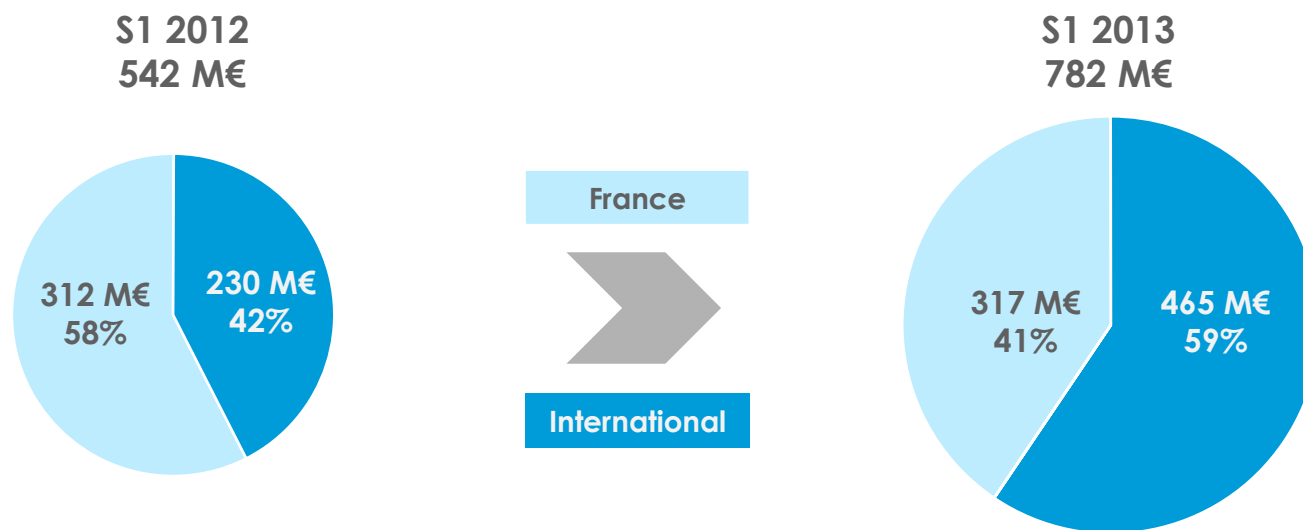 S1 2012
542 M€
312 M€
58%
230 M€
42%
France
International
S1 2013
782 M€
317 M€
41%
465 M€
59%